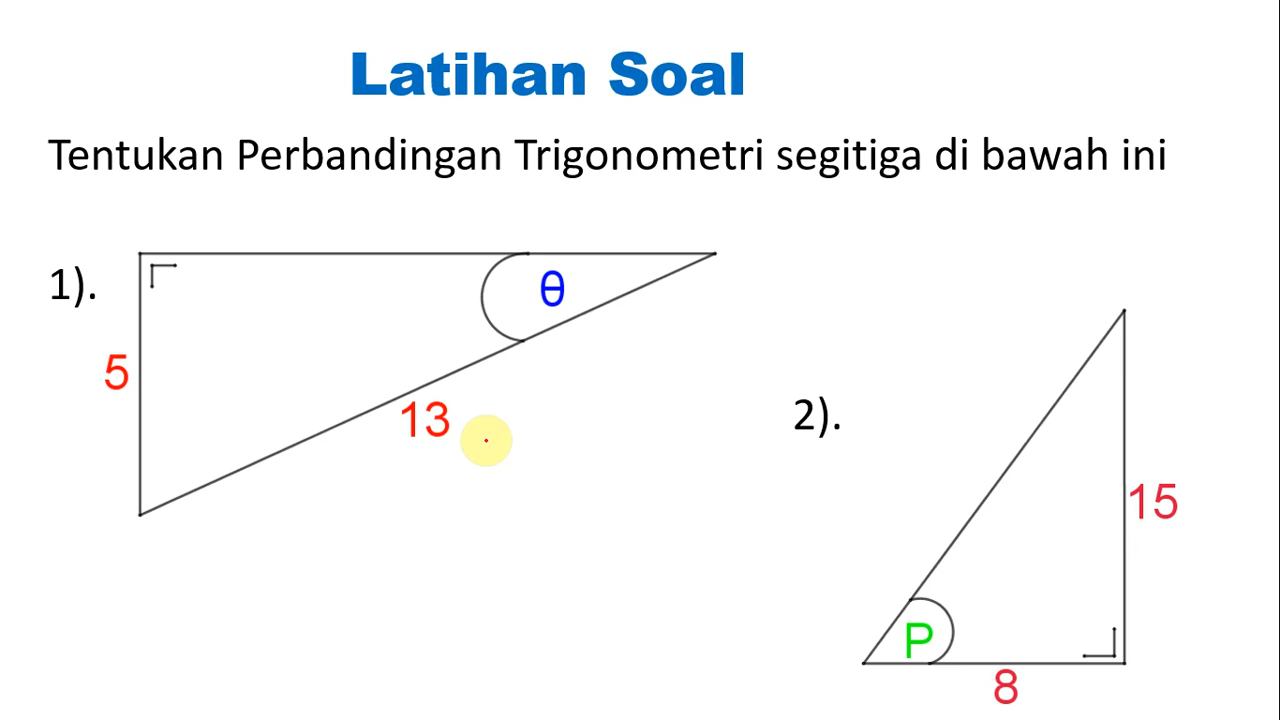 Latihan Soal
Tentukan Perbandingan Trigonometri segitiga di bawah ini
1).
θ
5
13
2).
15
P
8